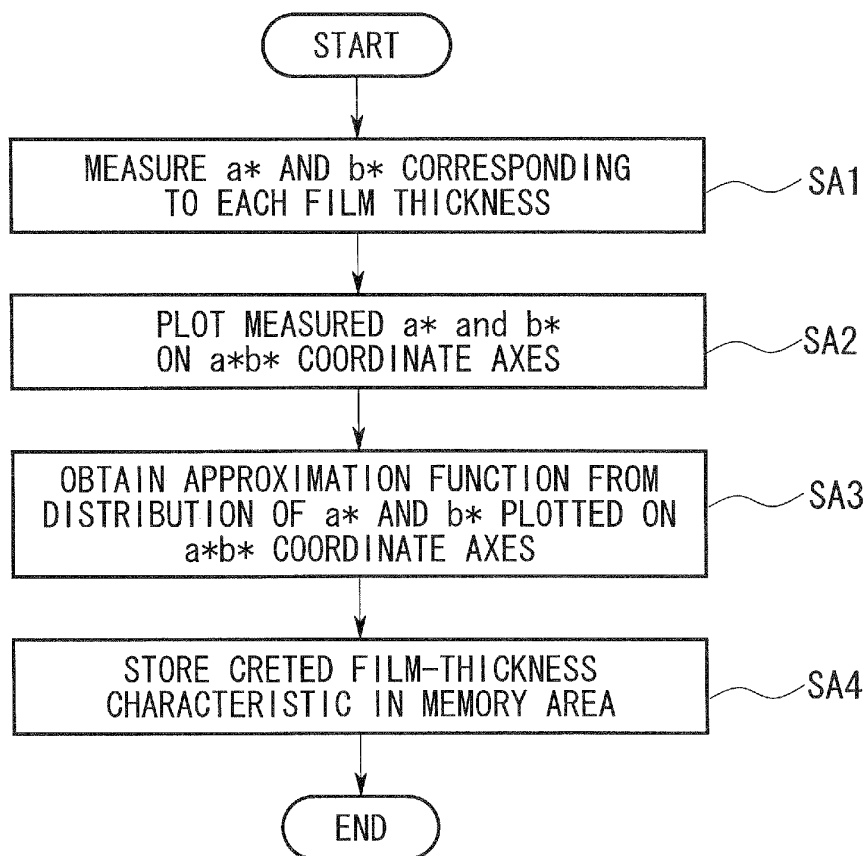 START
MEASURE a* AND b* CORRESPONDING
TO EACH FILM THICKNESS
SA1
PLOT MEASURED a* and b*
ON a*b* COORDINATE AXES
SA2
OBTAIN APPROXIMATION FUNCTION FROM
DISTRIBUTION OF a* AND b* PLOTTED ON
a*b* COORDINATE AXES
SA3
STORE CRETED FILM-THICKNESS
CHARACTERISTIC IN MEMORY AREA
SA4
END